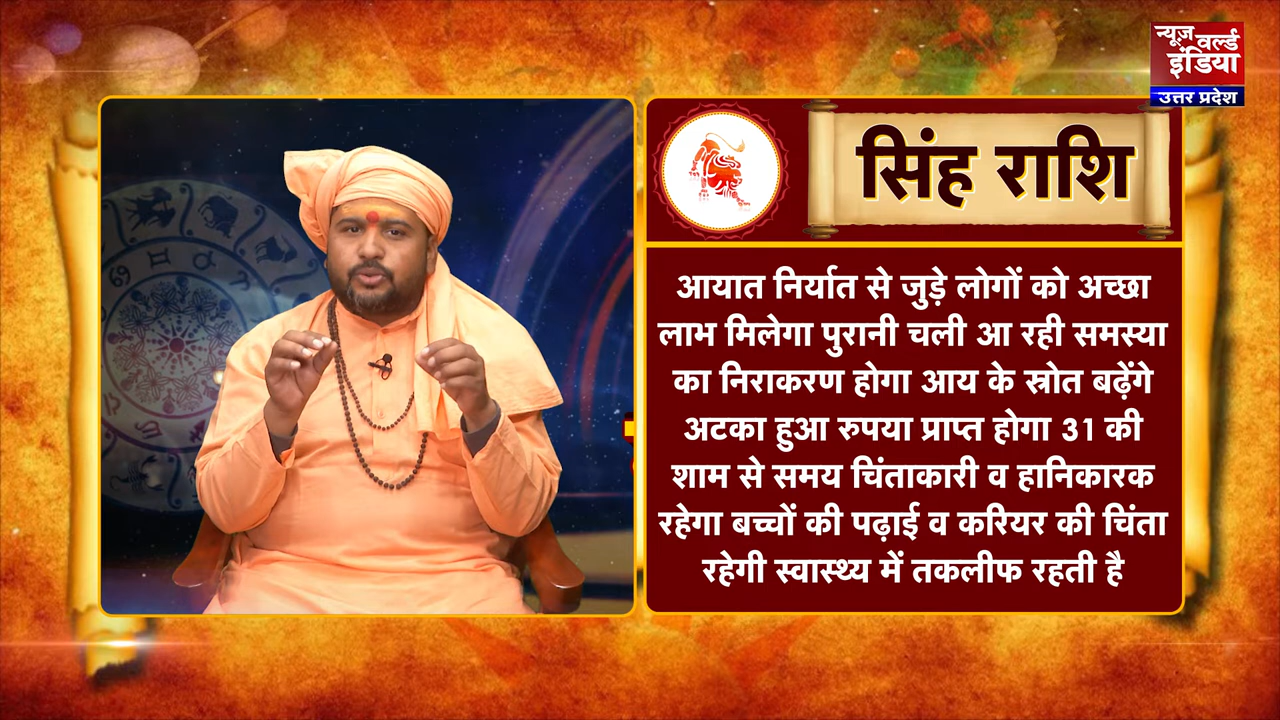 न्यूज़
वर्ल्ड
इंडिया
उत्तर प्रदेश
सिंह राशि
आयात निर्यात से जुड़े लोगों को अच्छा
लाभ मिलेगा पुरानी चली आ रही समस्या
का निराकरण होगा आय के स्रोत बढ़ेंगे
अटका हुआ रुपया प्राप्त होगा 31 की
शाम से समय चिंताकारी व हानिकारक
रहेगा बच्चों की पढ़ाई व करियर की चिंता
रहेगी स्वास्थ्य में तकलीफ रहती है